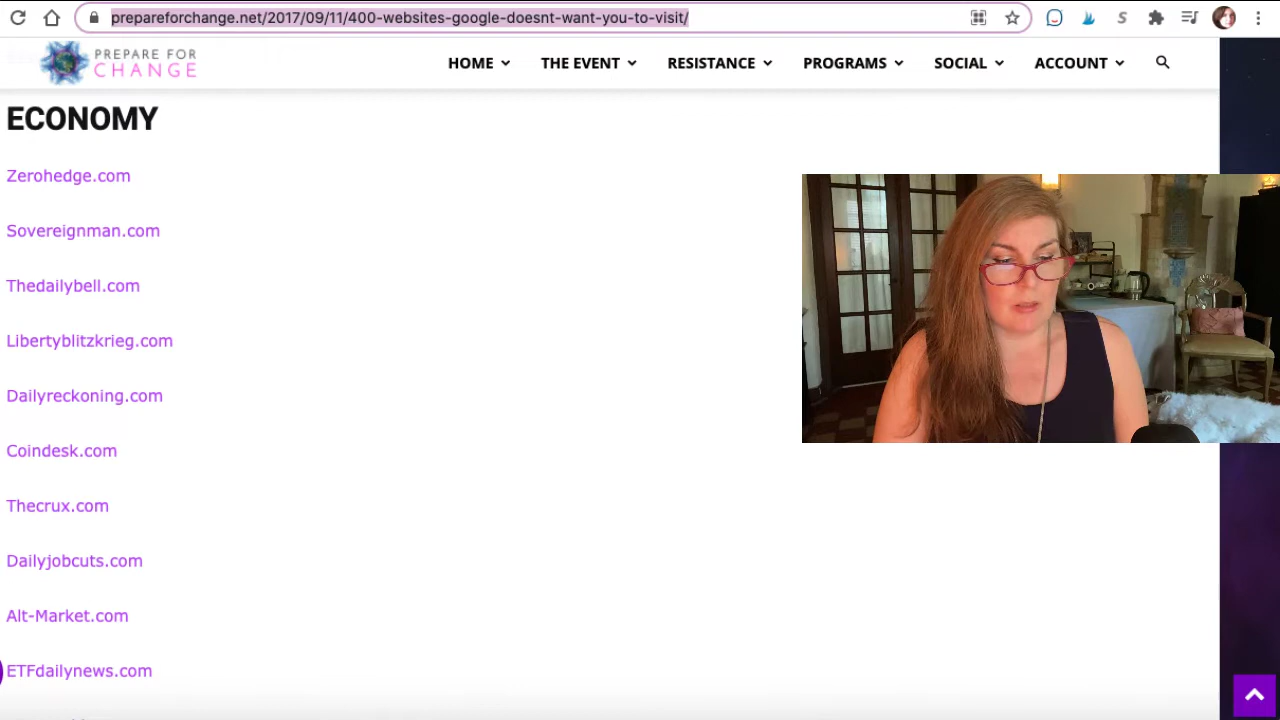 prepareforchange.net/2017/09/11/400-websites-google-doesnt-want-you-to-visit/
PREPARE FOR
CHANGE
HOME THE EVENT RESISTANCE PROGRAMS SOCIAL ACCOUNT
ECONOMY
Zerohedge.com
Sovereignman.com
Thedailybell.com
Libertyblitzkrieg.com
Dailyreckoning.com
Coindesk.com
Thecrux.com
Dailyjobcuts.com
Alt-Market.com
ETFdailynews.com